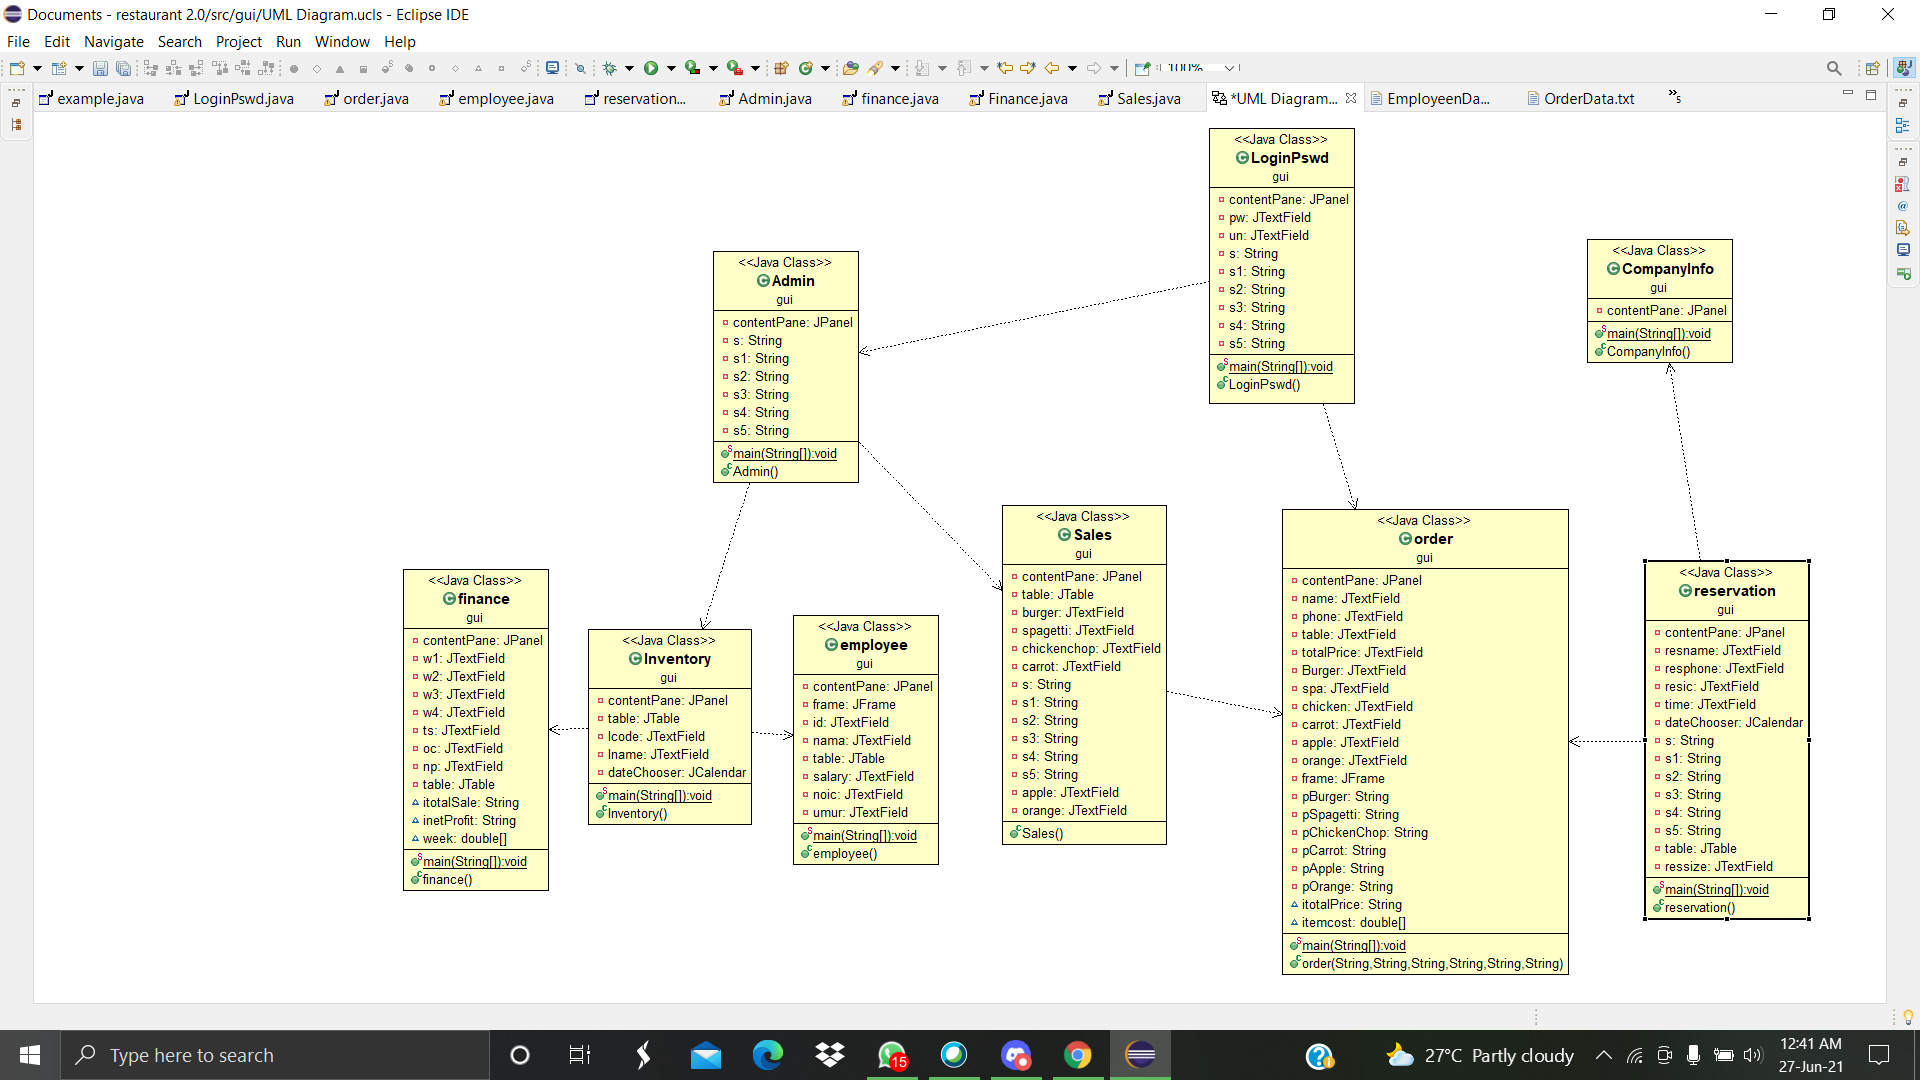 Documents - restaurant 2.0/src/gui/UML Diagram.ucls - Eclipse IDE
File Edit Navigate Search Project Run Window Help
100%
example.java LoginPswd.java order.java employee.java reservation... Admin.java finance.java Finance.java Sales.java *UML Diagram... EmployeenDa... OrderData.txt »5
<<Java Class>>
LoginPswd
gui
contentPane: JPanel
pw: JTextField
un: JTextField
s: String
s1: String
s2: String
s3: String
s4: String
s5: String
main(String[]):void
LoginPswd()
<<Java Class>>
CompanyInfo
gui
contentPane: JPanel
main(String[]):void
CompanyInfo()
<<Java Class>>
Admin
gui
contentPane: JPanel
s: String
s1: String
s2: String
s3: String
s4: String
s5: String
main(String[]):void
Admin()
<<Java Class>>
finance
gui
contentPane: JPanel
w1: JTextField
w2: JTextField
w3: JTextField
w4: JTextField
ts: JTextField
oc: JTextField
np: JTextField
table: JTable
itotalSale: String
inetProfit: String
week: double[]
main(String[]):void
finance()
<<Java Class>>
Inventory
gui
contentPane: JPanel
table: JTable
Icode: JTextField
Iname: JTextField
dateChooser: JCalendar
main(String[]):void
Inventory()
<<Java Class>>
employee
gui
contentPane: JPanel
frame: JFrame
id: JTextField
nama: JTextField
table: JTable
salary: JTextField
noic: JTextField
umur: JTextField
main(String[]):void
employee()
<<Java Class>>
Sales
gui
contentPane: JPanel
table: JTable
burger: JTextField
spagetti: JTextField
chickenchop: JTextField
carrot: JTextField
s: String
s1: String
s2: String
s3: String
s4: String
s5: String
apple: JTextField
orange: JTextField
Sales()
<<Java Class>>
order
gui
contentPane: JPanel
name: JTextField
phone: JTextField
table: JTextField
totalPrice: JTextField
Burger: JTextField
spa: JTextField
chicken: JTextField
carrot: JTextField
apple: JTextField
orange: JTextField
frame: JFrame
pBurger: String
pSpagetti: String
pChickenChop: String
pCarrot: String
pApple: String
pOrange: String
itotalPrice: String
itemcost: double[]
main(String[]):void
order(String,String,String,String,String,String)
<<Java Class>>
reservation
gui
contentPane: JPanel
resname: JTextField
resphone: JTextField
resic: JTextField
time: JTextField
dateChooser: JCalendar
s: String
s1: String
s2: String
s3: String
s4: String
s5: String
table: JTable
ressize: JTextField
main(String[]):void
reservation()
Type here to search
15
27°C Partly cloudy
12:41 AM
27-Jun-21